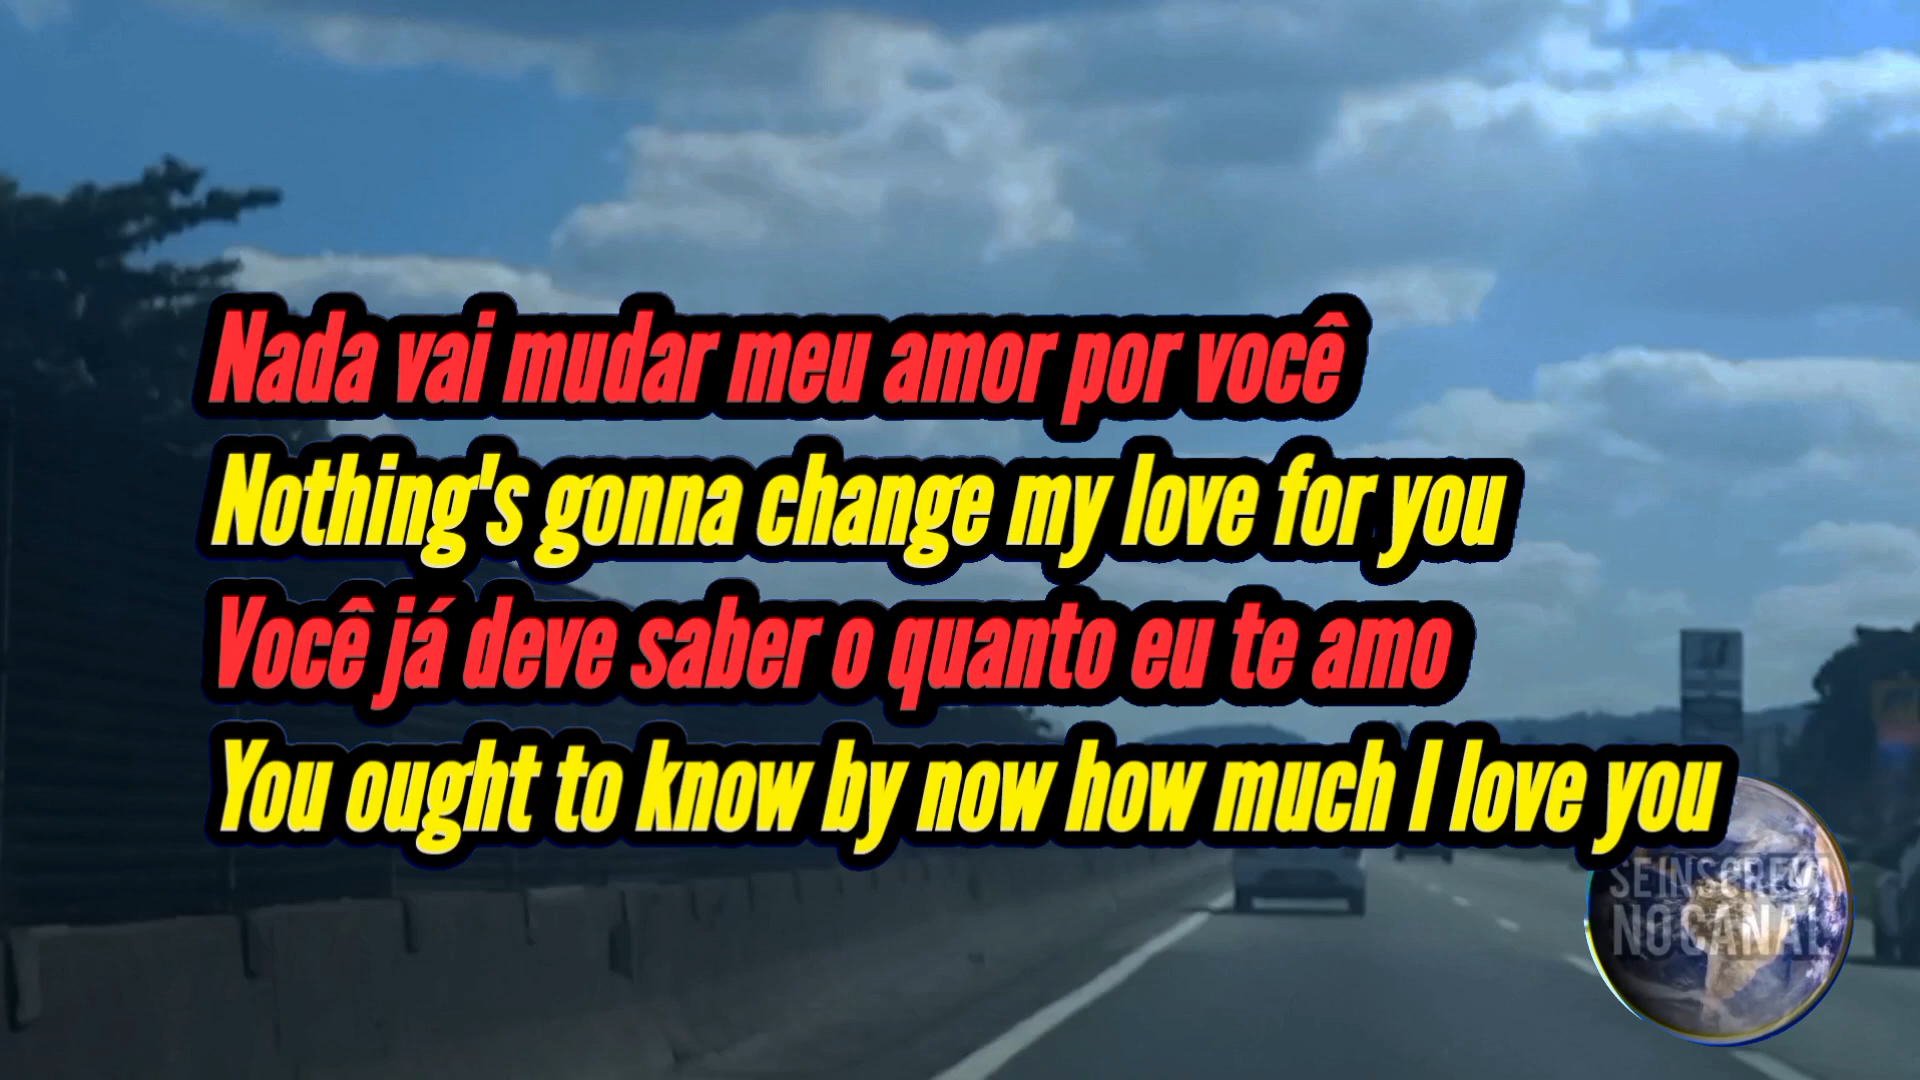 Nada vai mudar meu amor por você
Nothing's gonna change my love for you
Você já deve saber o quanto eu te amo
You ought to know by now how much I love you
SE INSCREVA
NO CANAL